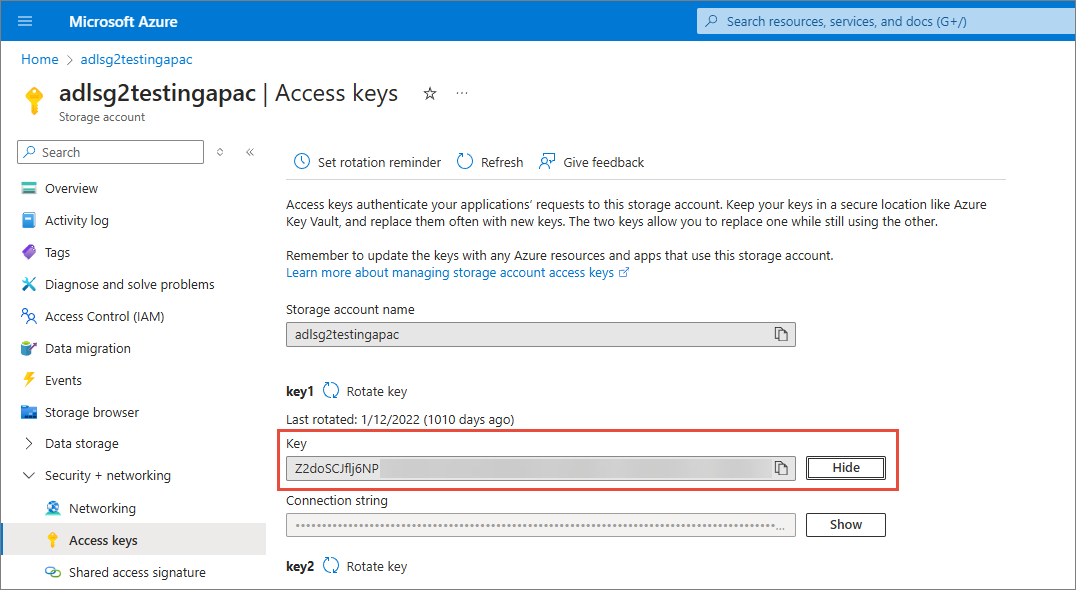 Microsoft Azure
Search resources, services, and docs (G+/)
Home > adlsg2testingapac
adlsg2testingapac | Access keys
Storage account
Search
Overview
Activity log
Tags
Diagnose and solve problems
Access Control (IAM)
Data migration
Events
Storage browser
Data storage
Security + networking
Networking
Access keys
Shared access signature
Set rotation reminder
Refresh
Give feedback
Access keys authenticate your applications’ requests to this storage account. Keep your keys in a secure location like Azure
Key Vault, and replace them often with new keys. The two keys allow you to replace one while still using the other.
Remember to update the keys with any Azure resources and apps that use this storage account.
Learn more about managing storage account access keys
Storage account name
adlsg2testingapac
key1 Rotate key
Last rotated: 1/12/2022 (1010 days ago)
Key
Z2doSCJflj6NP
Hide
Connection string
Show
key2 Rotate key